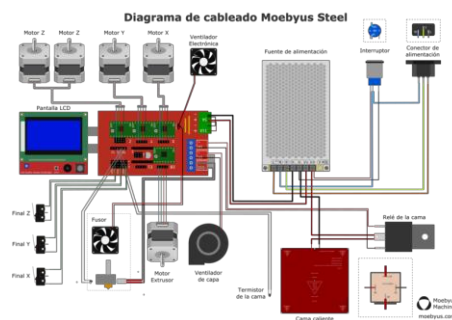 Diagrama de cableado Moebyus Steel
Motor Z
Motor Z
Motor Y
Motor X
Ventilador
Electrónica
Fuente de alimentación
Interruptor
Conector de
alimentación
Pantalla LCD
Final Z
Final Y
Final X
Fusor
Motor
Extrusor
Ventilador
de capa
Termistor
de la cama
Cama caliente
Relé de la cama
Moebyus
Machines
moebyus.com